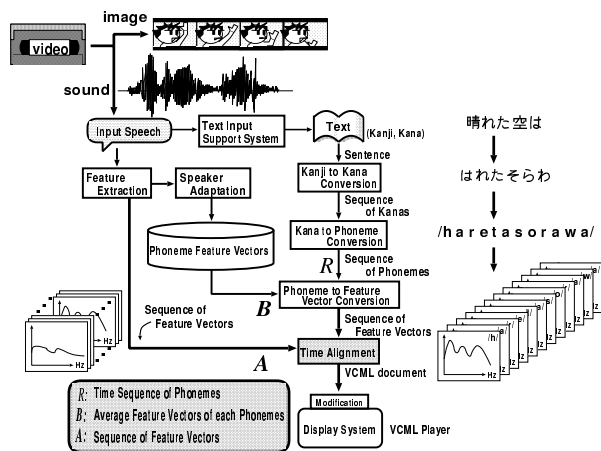 image
video
sound
Input Speech
Text Input
Support System
Text
(Kanji, Kana)
Sentence
Feature
Extraction
Speaker
Adaptation
Kanji to Kana
Conversion
Sequence
of Kanas
Phoneme Feature Vectors
Kana to Phoneme
Conversion
R
Sequence
of Phonemes
B
Phoneme to Feature
Vector Conversion
Sequence of
Feature Vectors
Sequence of
Feature Vectors
A
Time Alignment
VCML document
Modification
Display System
VCML Player
Hz
Hz
R: Time Sequence of Phonemes
B: Average Feature Vectors of each Phonemes
A: Sequence of Feature Vectors
晴れた空は
はれたそらわ
/h a r e t a s o r a w a/
/h/
Hz